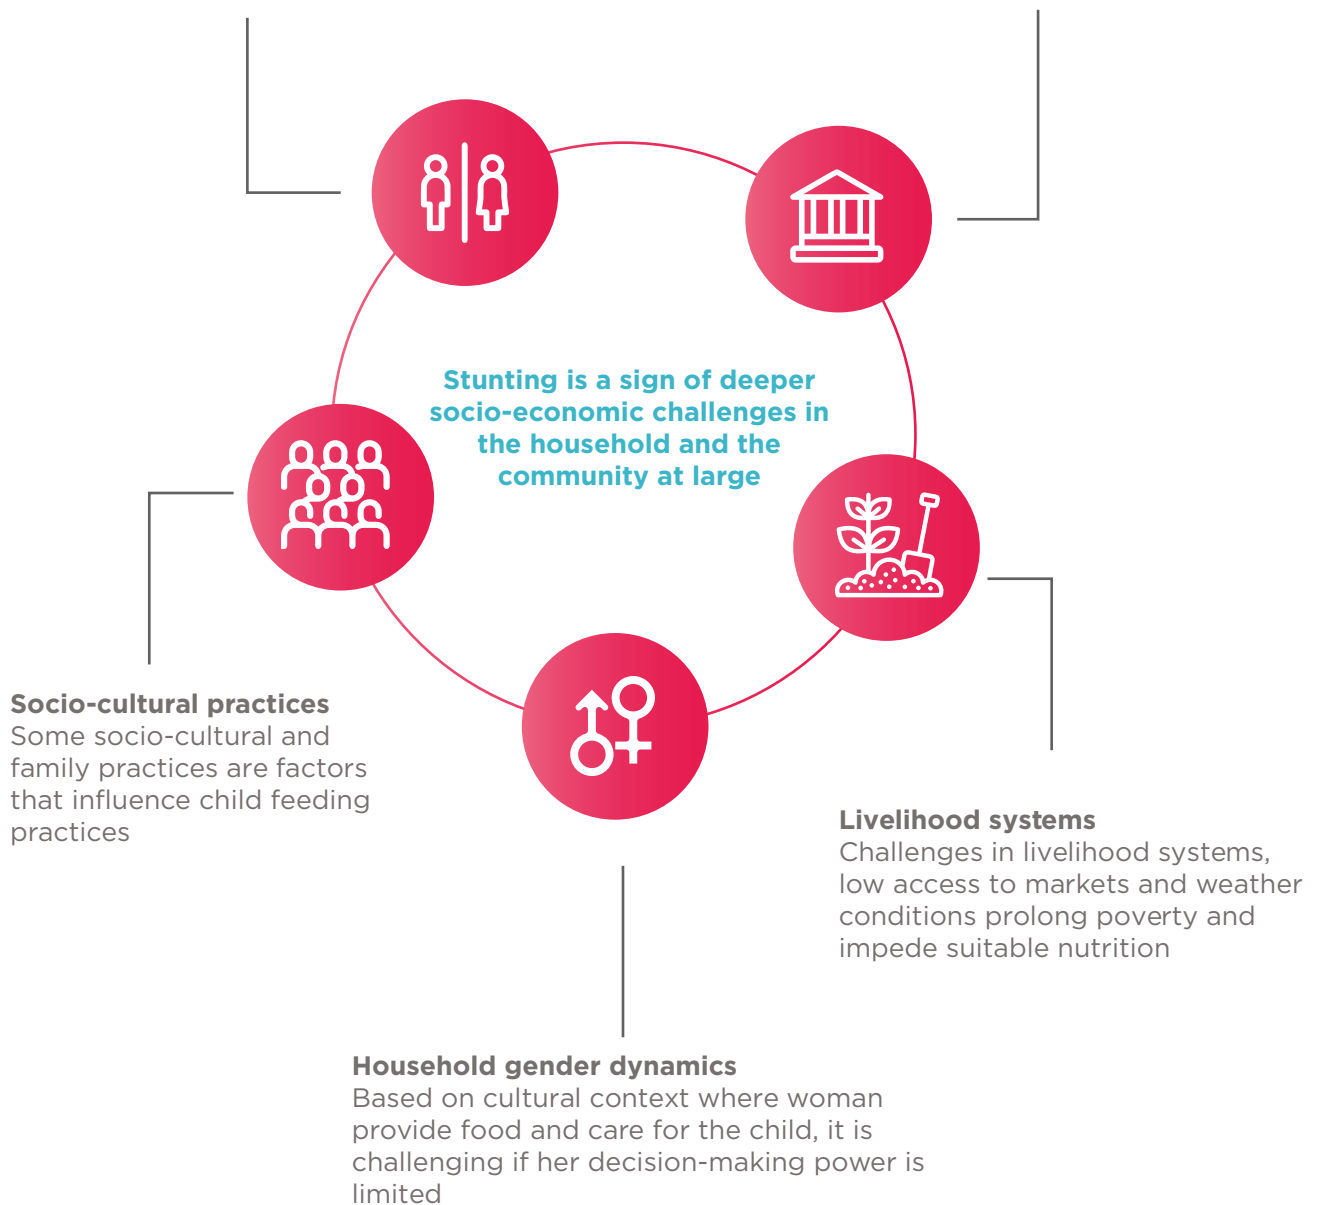 Stunting is a sign of deeper
socio-economic challenges in
the household and the
community at large
Socio-cultural practices
Some socio-cultural and
family practices are factors
that influence child feeding
practices
Livelihood systems
Challenges in livelihood systems,
low access to markets and weather
conditions prolong poverty and
impede suitable nutrition
Household gender dynamics
Based on cultural context where woman
provide food and care for the child, it is
challenging if her decision-making power is
limited